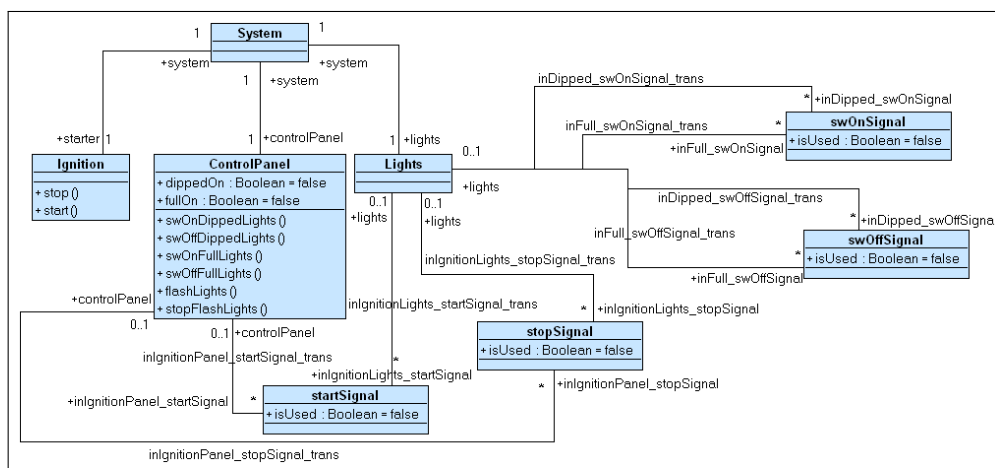 1
System
1
+system
1
+system
+system
inDipped_swOnSignal_trans
*
+inDipped_swOnSignal
swOnSignal
+ isUsed : Boolean = false
inFull_swOnSignal_trans
*
+inFull_swOnSignal
+starter
1
1
+controlPanel
1
+lights
0..1
Ignition
+ stop ()
+ start ()
ControlPanel
+ dippedOn : Boolean = false
+ fullOn : Boolean = false
+ swOnDippedLights ()
+ swOffDippedLights ()
+ swOnFullLights ()
+ swOffFullLights ()
+ flashLights ()
+ stopFlashLights ()
Lights
+lights
0..1
+lights
0..1
+lights
inDipped_swOffSignal_trans
*
+inDipped_swOffSignal
inFull_swOffSignal_trans
swOffSignal
+ isUsed : Boolean = false
*
+inFull_swOffSignal
inIgnitionLights_stopSignal_trans
+controlPanel
0..1
inIgnitionLights_startSignal_trans
*
+inIgnitionLights_stopSignal
0..1
+controlPanel
stopSignal
+ isUsed : Boolean = false
inIgnitionPanel_startSignal_trans
*
+inIgnitionLights_startSignal
*
+inIgnitionPanel_stopSignal
startSignal
+ isUsed : Boolean = false
+inIgnitionPanel_startSignal
*
inIgnitionPanel_stopSignal_trans